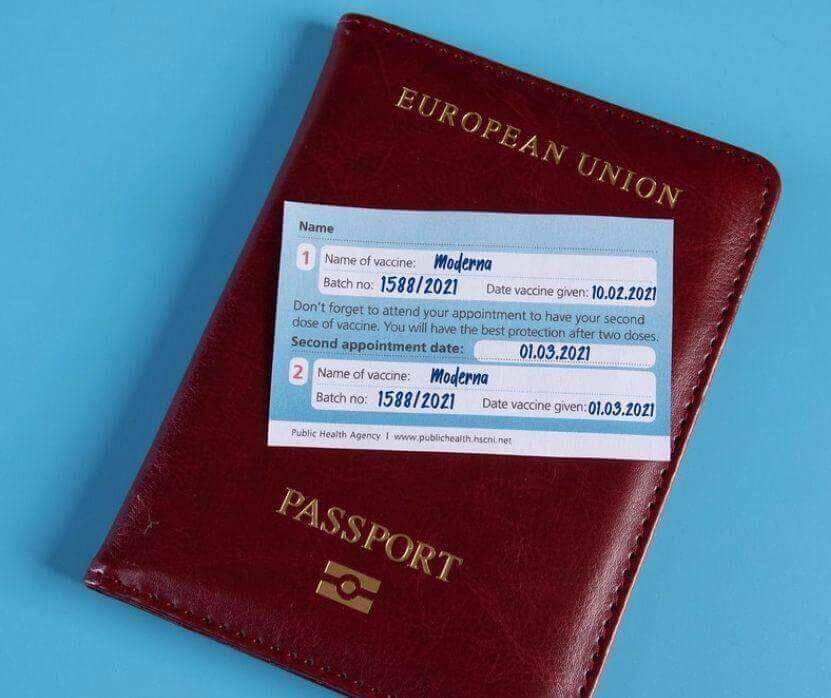 EUROPEAN UNION
Name
1 Name of vaccine: Moderna
Batch no: 1588/2021 Date vaccine given: 10.02.2021
Don't forget to attend your appointment to have your second
dose of vaccine. You will have the best protection after two doses.
Second appointment date: 01.03.2021
2 Name of vaccine: Moderna
Batch no: 1588/2021 Date vaccine given: 01.03.2021
Public Health Agency | www.publichealth.hscni.net
PASSPORT